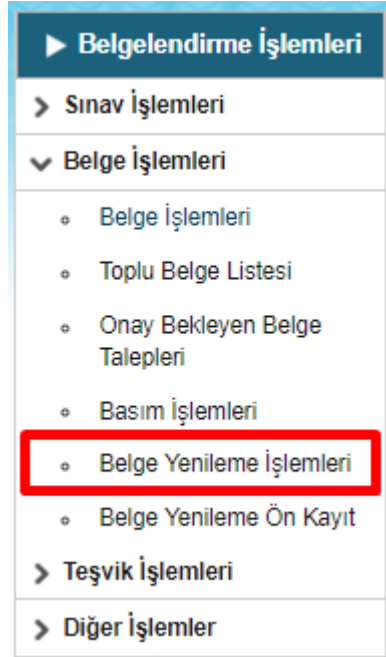 Belgelendirme İşlemleri
Sınav İşlemleri
Belge İşlemleri
Belge İşlemleri
Toplu Belge Listesi
Onay Bekleyen Belge
Talepleri
Basım İşlemleri
Belge Yenileme İşlemleri
Belge Yenileme Ön Kayıt
Teşvik İşlemleri
Diğer İşlemler